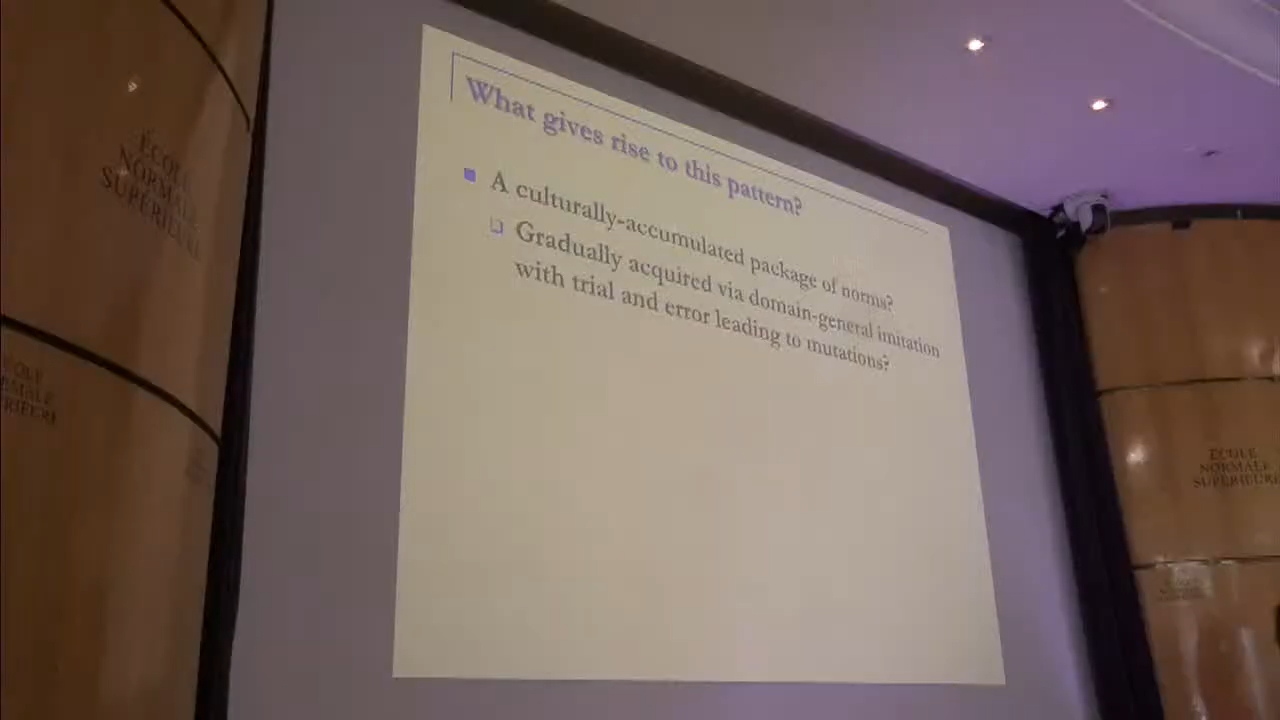 ÉCOLE
NORMALE
SUPÉRIEURE
What gives rise to this pattern?
A culturally-accumulated package of norms?
Gradually acquired via domain-general imitation
with trial and error leading to mutations?
ÉCOLE
NORMALE
SUPÉRIEURE